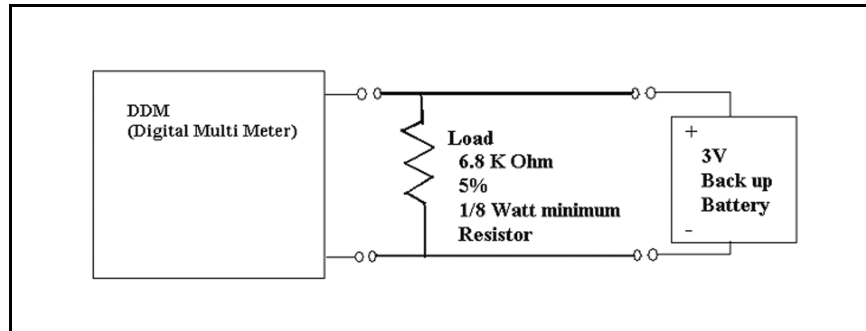 DDM
(Digital Multi Meter)
Load
6.8 K Ohm
5%
1/8 Watt minimum
Resistor
+
3V
Back up
Battery
-